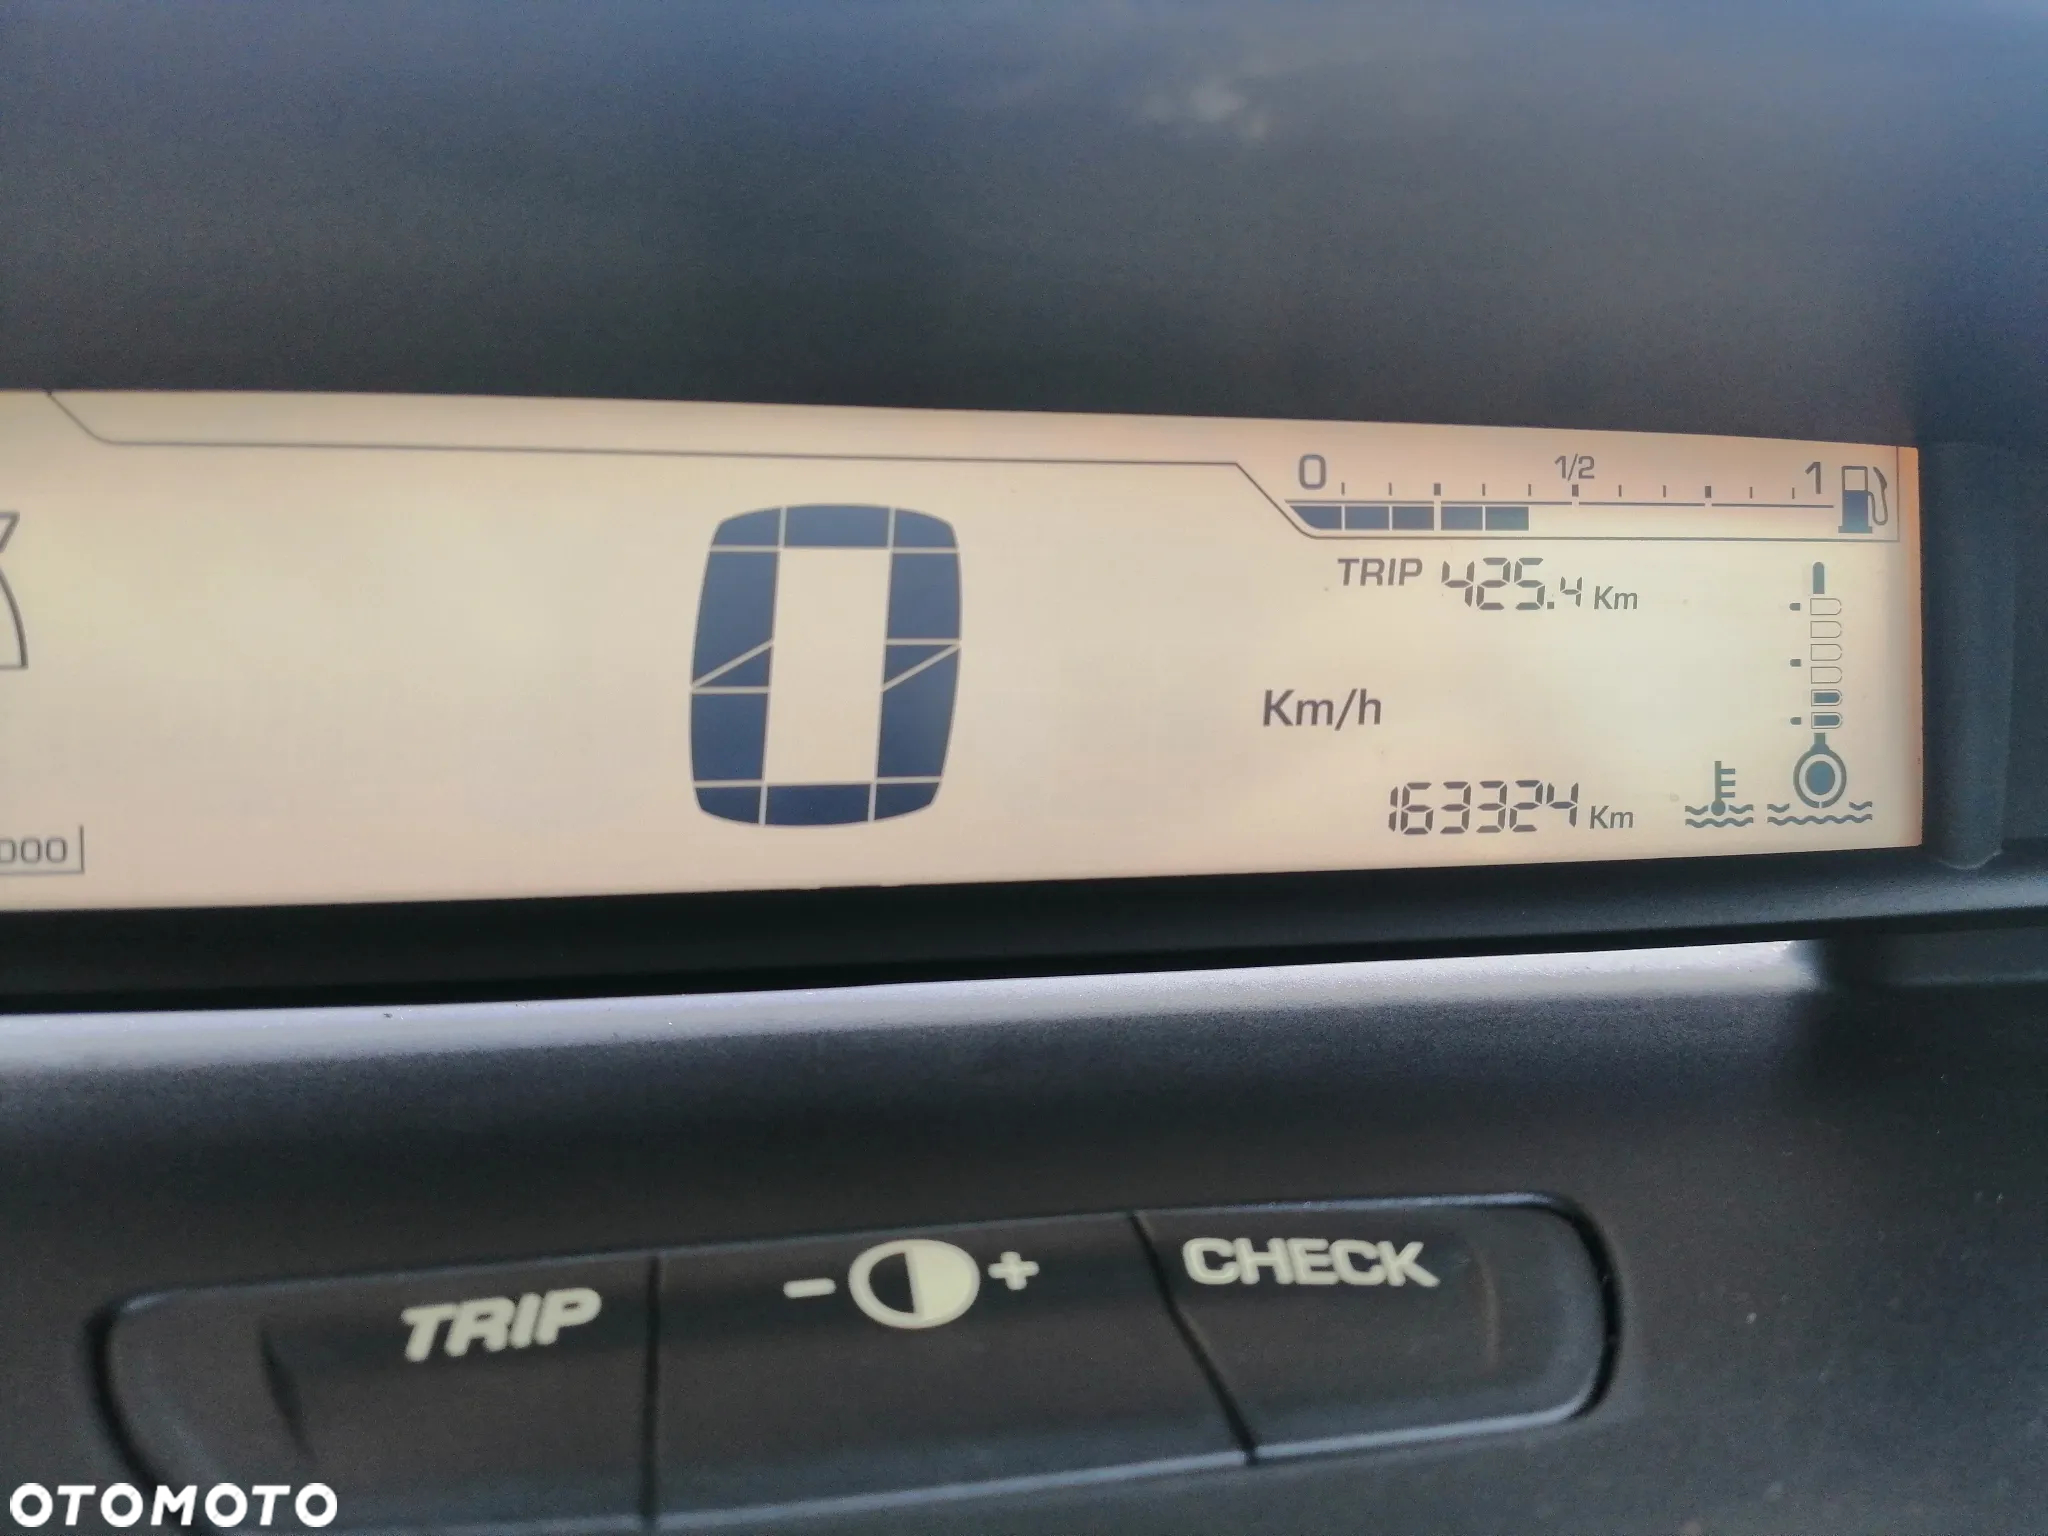 0 1/2 1
TRIP 425.4 Km
0 Km/h
163324 Km
000
TRIP - + CHECK
OTOMOTO